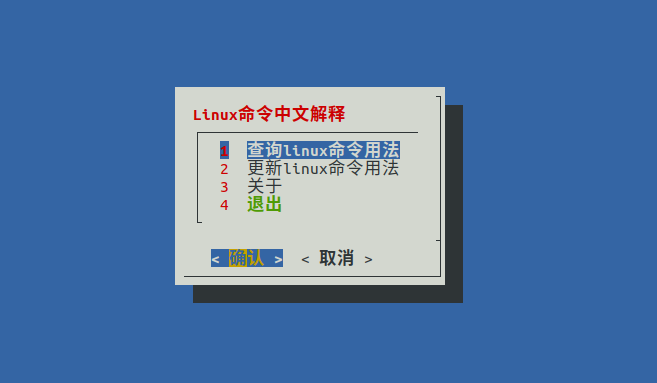 Linux命令中文解释
1 查询linux命令用法
2 更新linux命令用法
3 关于
4 退出
< 确认 > < 取消 >